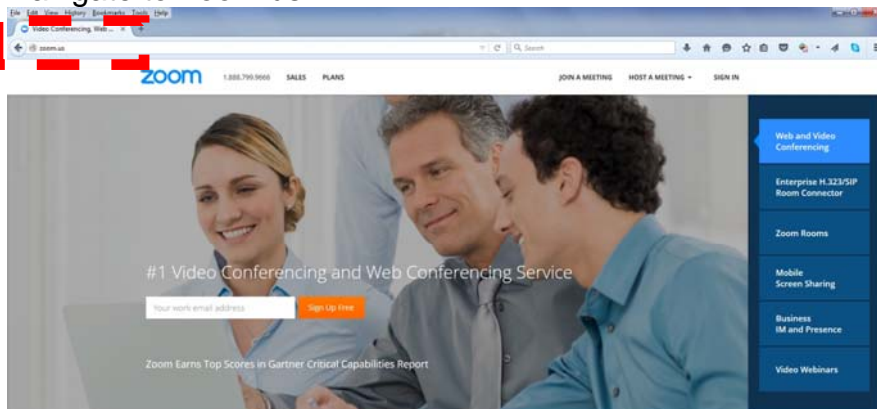 File Edit View History Bookmarks Tools Help
Video Conferencing, Web ... × +
zoom.us
Search
zoom 1.888.799.9666 SALES PLANS JOIN A MEETING HOST A MEETING SIGN IN
#1 Video Conferencing and Web Conferencing Service
Your work email address Sign Up Free
Zoom Earns Top Scores in Gartner Critical Capabilities Report
Web and Video
Conferencing
Enterprise H.323/SIP
Room Connector
Zoom Rooms
Mobile
Screen Sharing
Business
IM and Presence
Video Webinars